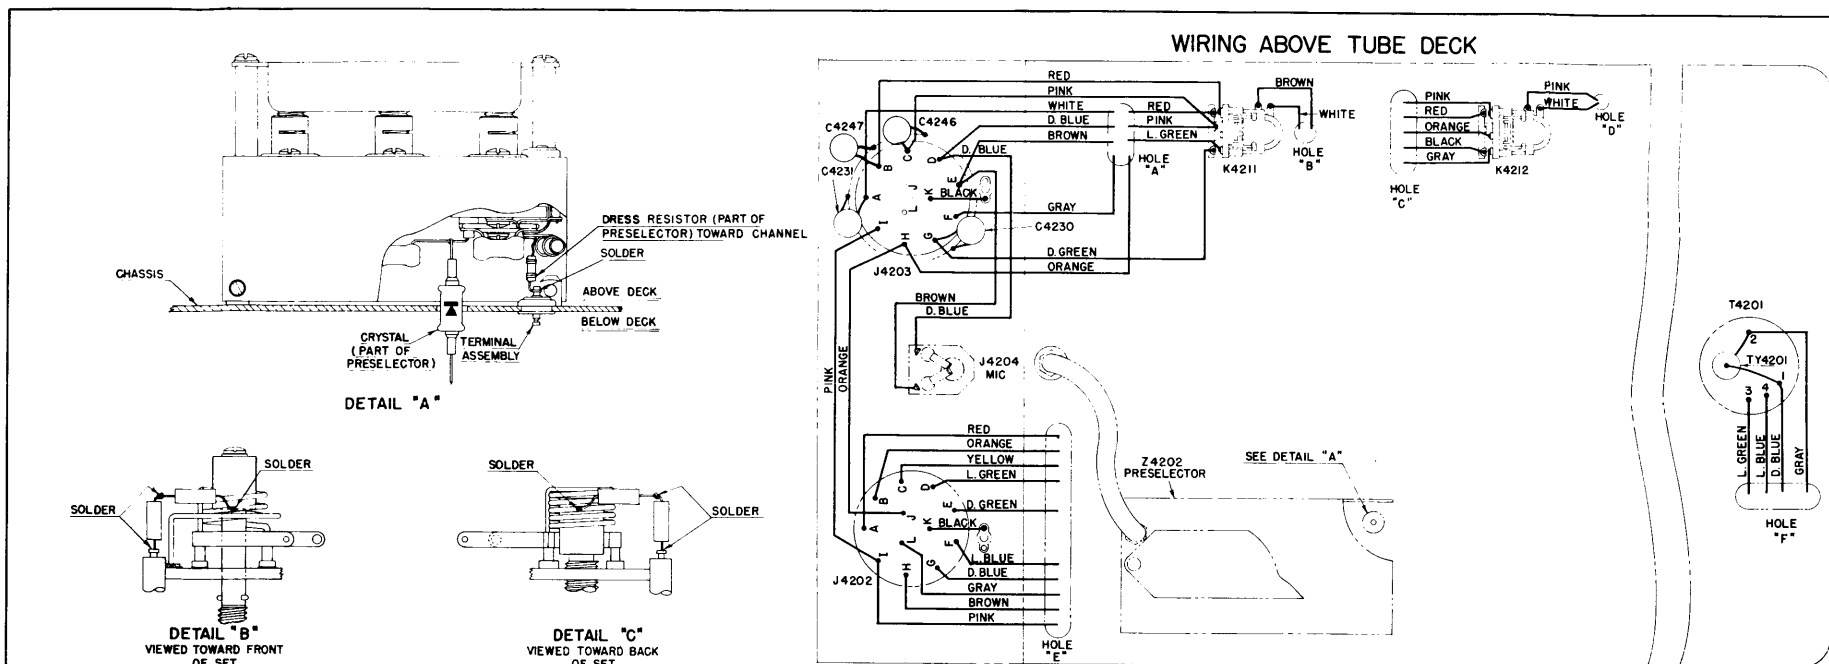 WIRING ABOVE TUBE DECK
RED
PINK
WHITE
D. BLUE
BROWN
RED
PINK
L. GREEN
BROWN
WHITE
HOLE
"A"
K4211
HOLE
"B"
PINK
RED
ORANGE
BLACK
GRAY
HOLE
"C"
PINK
WHITE
HOLE
"D"
K4212
C4247
C4246
C4231
D. BLUE
A
B
C
D
E
F
G
H
I
J
K
L
BLACK
GRAY
C4230
D. GREEN
ORANGE
J4203
BROWN
D. BLUE
PINK
ORANGE
J4204
MIC
DRESS RESISTOR (PART OF
PRESELECTOR) TOWARD CHANNEL
SOLDER
CHASSIS
ABOVE DECK
BELOW DECK
CRYSTAL
(PART OF
PRESELECTOR)
TERMINAL
ASSEMBLY
DETAIL "A"
T4201
2
TY4201
1
3
4
L. GREEN
L. BLUE
D. BLUE
GRAY
HOLE
"F"
SOLDER
SOLDER
DETAIL "B"
VIEWED TOWARD FRONT
OF SET
SOLDER
SOLDER
DETAIL "C"
VIEWED TOWARD BACK
OF SET
RED
ORANGE
YELLOW
L. GREEN
D. GREEN
BLACK
L. BLUE
D. BLUE
GRAY
BROWN
PINK
A
B
C
D
E
F
G
H
I
J
K
L
J4202
HOLE
"E"
Z4202
PRESELECTOR
SEE DETAIL "A"